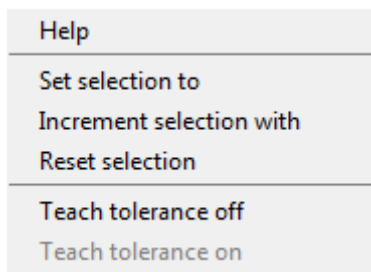 Help
Set selection to
Increment selection with
Reset selection
Teach tolerance off
Teach tolerance on